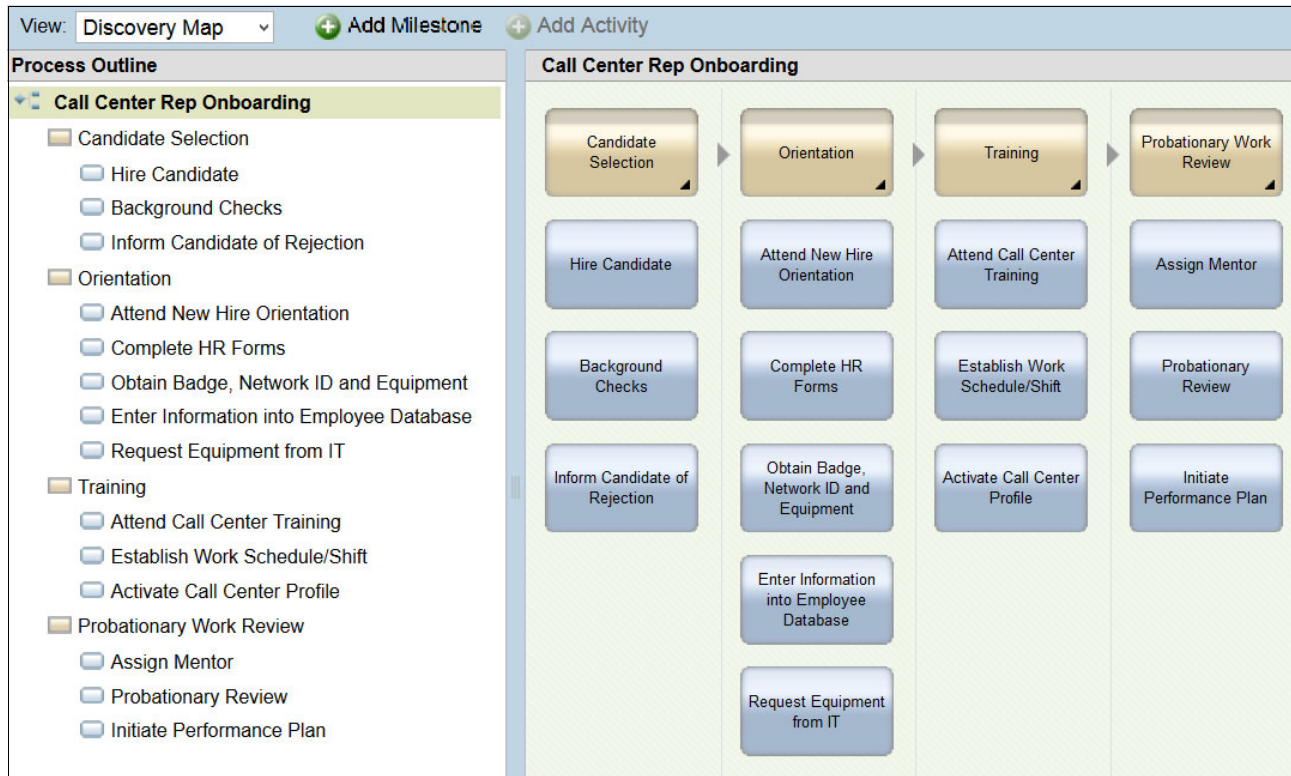 View: Discovery Map Add Milestone Add Activity
Process Outline
Call Center Rep Onboarding
Candidate Selection
Hire Candidate
Background Checks
Inform Candidate of Rejection
Orientation
Attend New Hire Orientation
Complete HR Forms
Obtain Badge, Network ID and Equipment
Enter Information into Employee Database
Request Equipment from IT
Training
Attend Call Center Training
Establish Work Schedule/Shift
Activate Call Center Profile
Probationary Work Review
Assign Mentor
Probationary Review
Initiate Performance Plan
Call Center Rep Onboarding
Candidate
Selection
Hire Candidate
Background
Checks
Inform Candidate of
Rejection
Orientation
Attend New Hire
Orientation
Complete HR
Forms
Obtain Badge,
Network ID and
Equipment
Enter Information
into Employee
Database
Request Equipment
from IT
Training
Attend Call Center
Training
Establish Work
Schedule/Shift
Activate Call Center
Profile
Probationary Work
Review
Assign Mentor
Probationary
Review
Initiate
Performance Plan